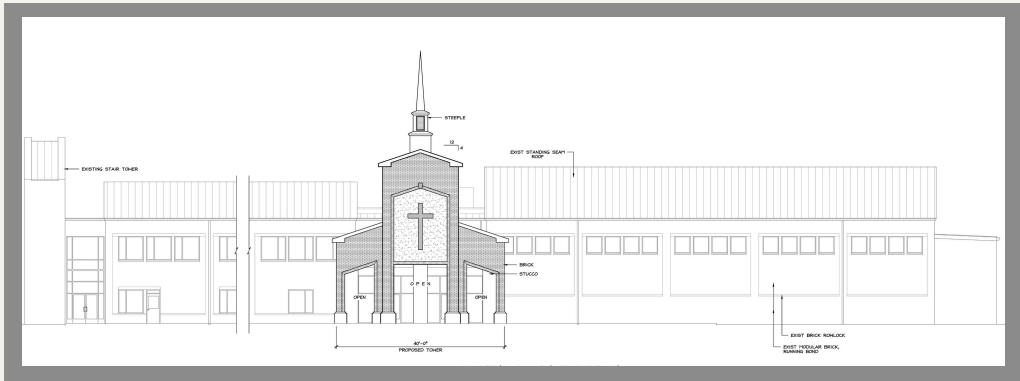 STEEPLE
12
4
EXIST STANDING SEAM
ROOF
EXISTING STAIR TOWER
BRICK
STUCCO
OPEN
OPEN
OPEN
EXIST BRICK ROWLOCK
EXIST MODULAR BRICK,
RUNNING BOND
40'-0"
PROPOSED TOWER